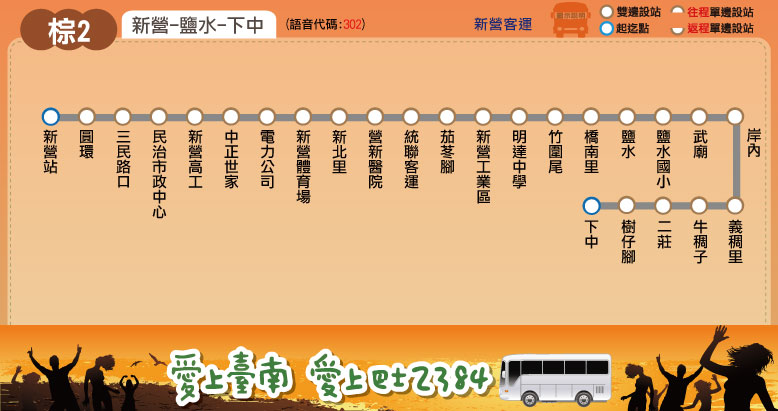 棕2
新營-鹽水-下中
(語音代碼:302)
新營客運
雙邊設站
往程單邊設站
起迄點
返程單邊設站
新營站
圓環
三民路口
民治市政中心
新營高工
中正世家
電力公司
新營體育場
新北里
營新醫院
統聯客運
茄苳腳
新營工業區
明達中學
竹圍尾
橋南里
鹽水
鹽水國小
武廟
岸內
義稠里
牛稠子
二莊
樹仔腳
下中
愛上臺南 愛上巴士2384